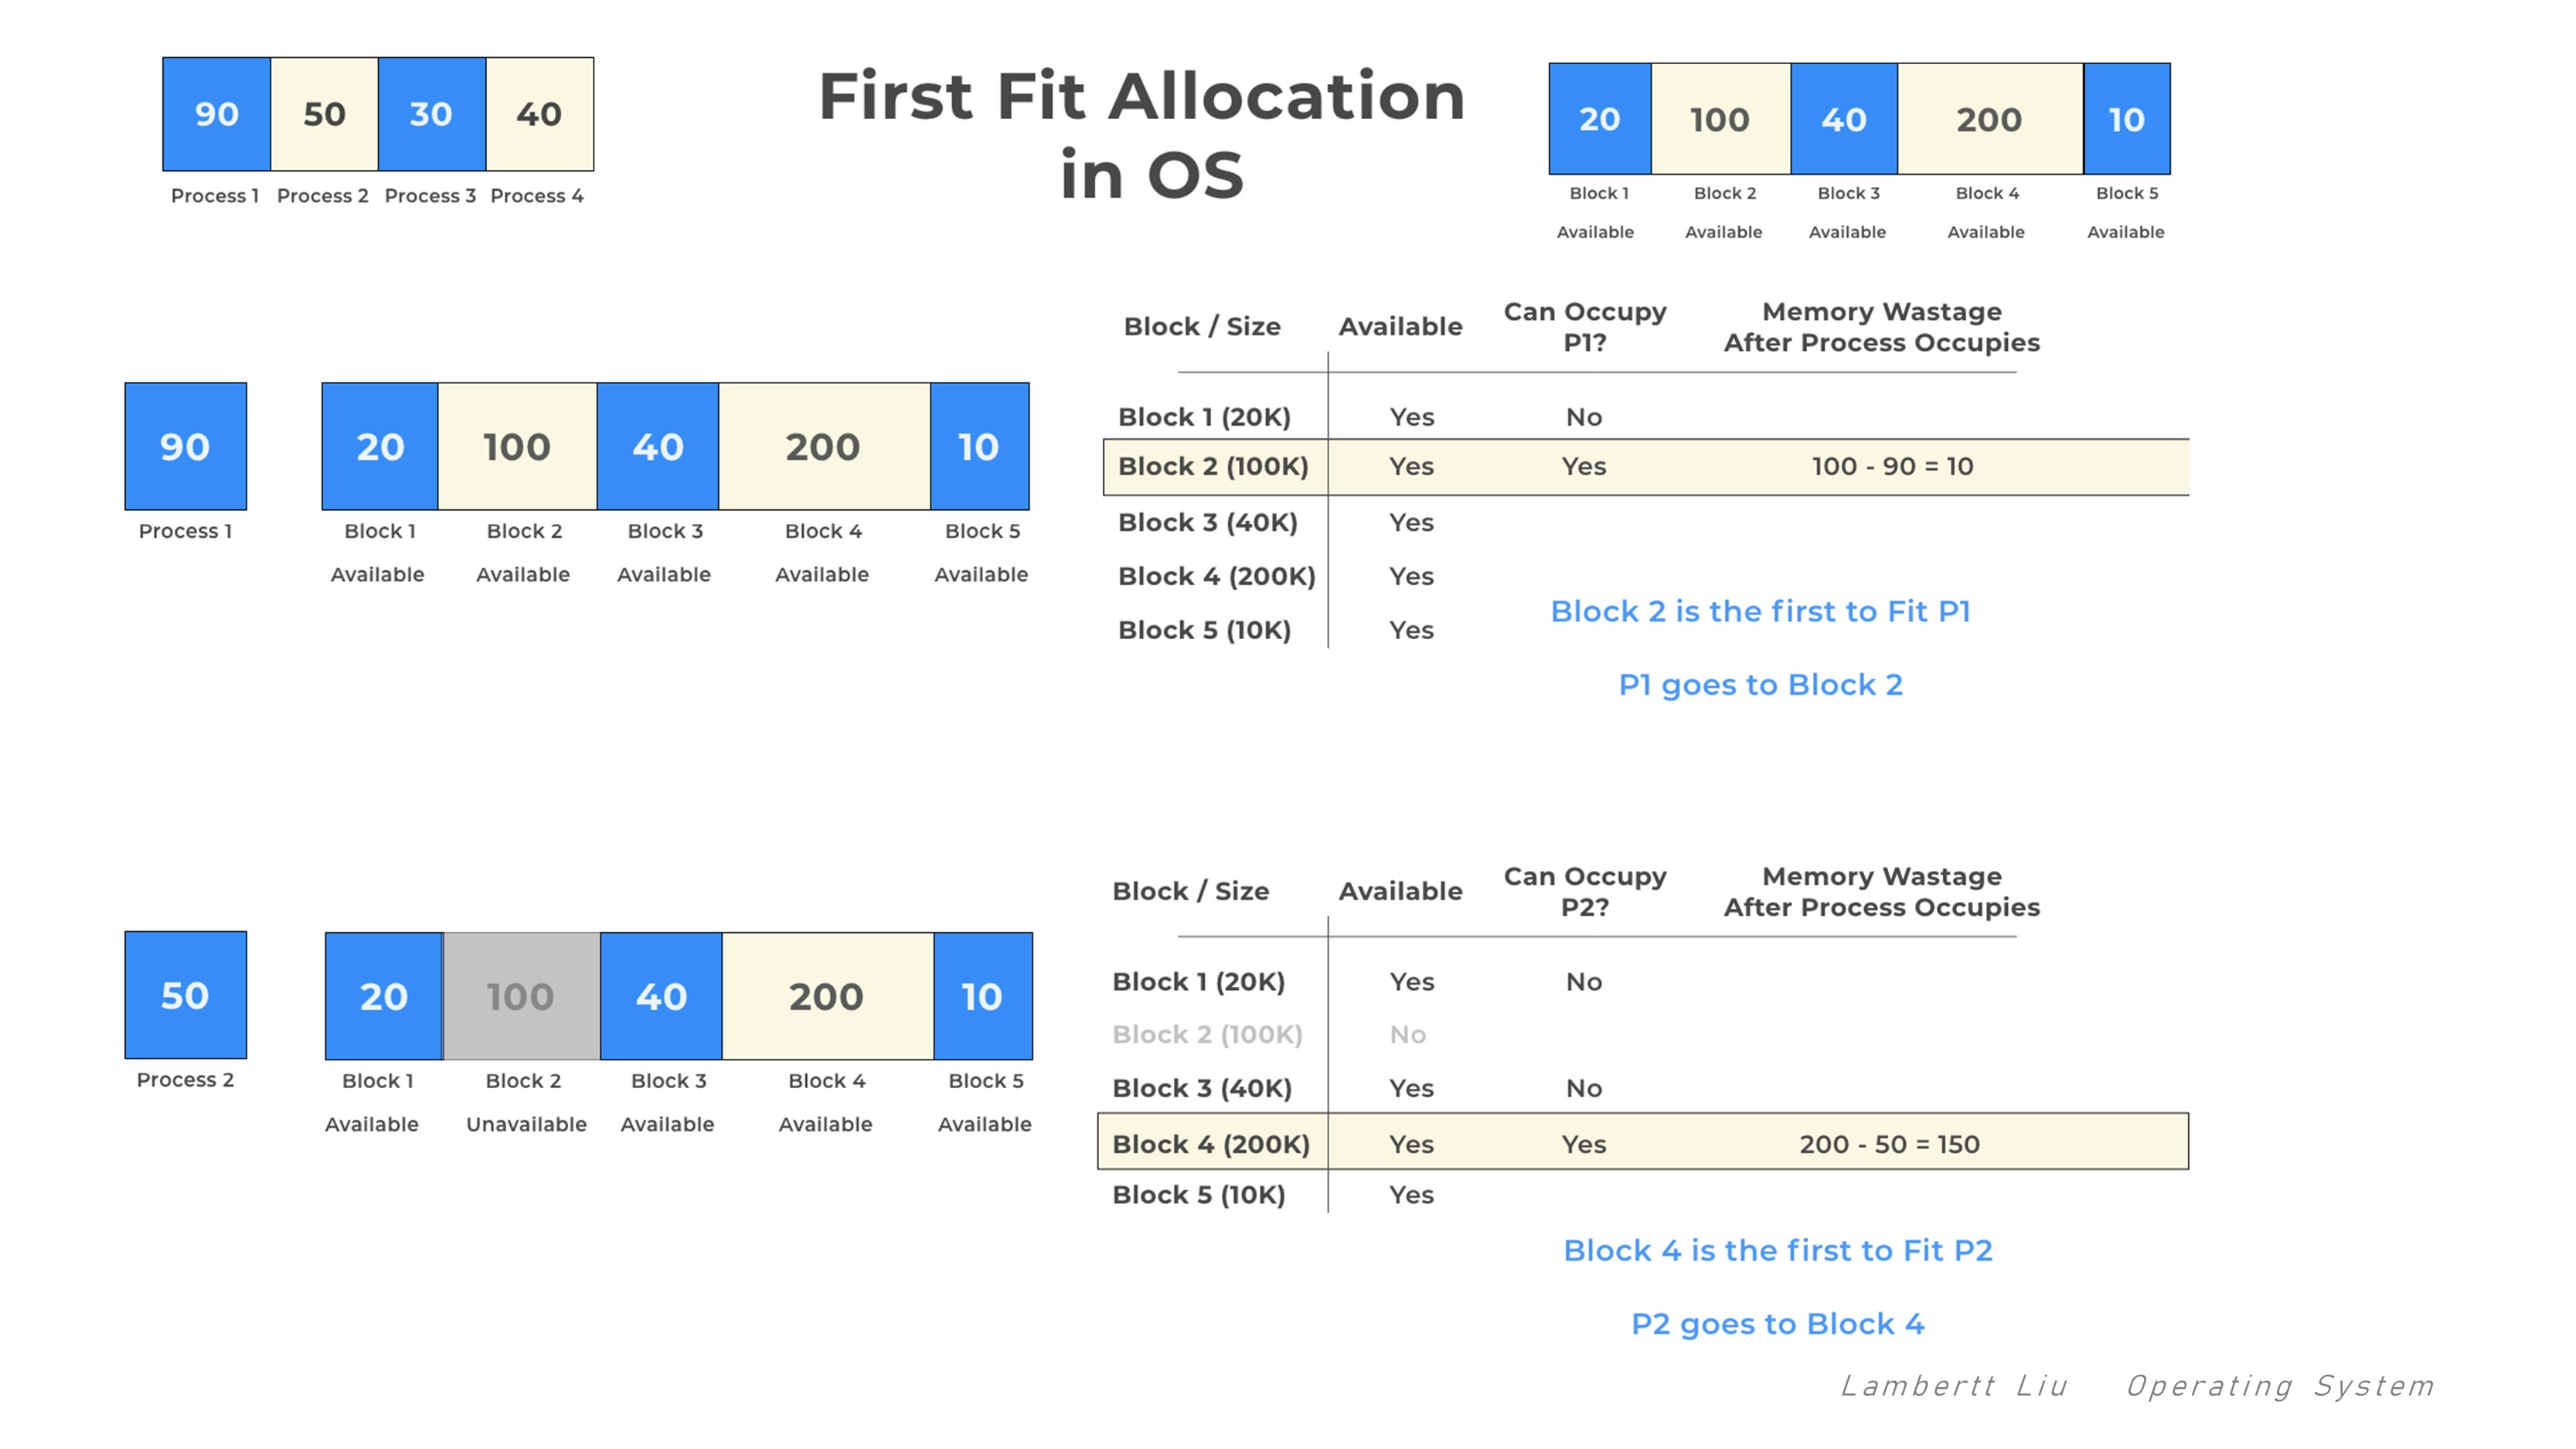 First Fit Allocation
in OS
90 50 30 40
Process 1 Process 2 Process 3 Process 4
20 100 40 200 10
Block 1 Block 2 Block 3 Block 4 Block 5
Available Available Available Available Available
90
Process 1
20 100 40 200 10
Block 1 Block 2 Block 3 Block 4 Block 5
Available Available Available Available Available
Block / Size Available Can Occupy P1? Memory Wastage After Process Occupies
Block 1 (20K) Yes No
Block 2 (100K) Yes Yes 100 - 90 = 10
Block 3 (40K) Yes
Block 4 (200K) Yes
Block 5 (10K) Yes
Block 2 is the first to Fit P1
P1 goes to Block 2
50
Process 2
20 100 40 200 10
Block 1 Block 2 Block 3 Block 4 Block 5
Available Unavailable Available Available Available
Block / Size Available Can Occupy P2? Memory Wastage After Process Occupies
Block 1 (20K) Yes No
Block 2 (100K) No
Block 3 (40K) Yes No
Block 4 (200K) Yes Yes 200 - 50 = 150
Block 5 (10K) Yes
Block 4 is the first to Fit P2
P2 goes to Block 4
Lambertt Liu Operating System